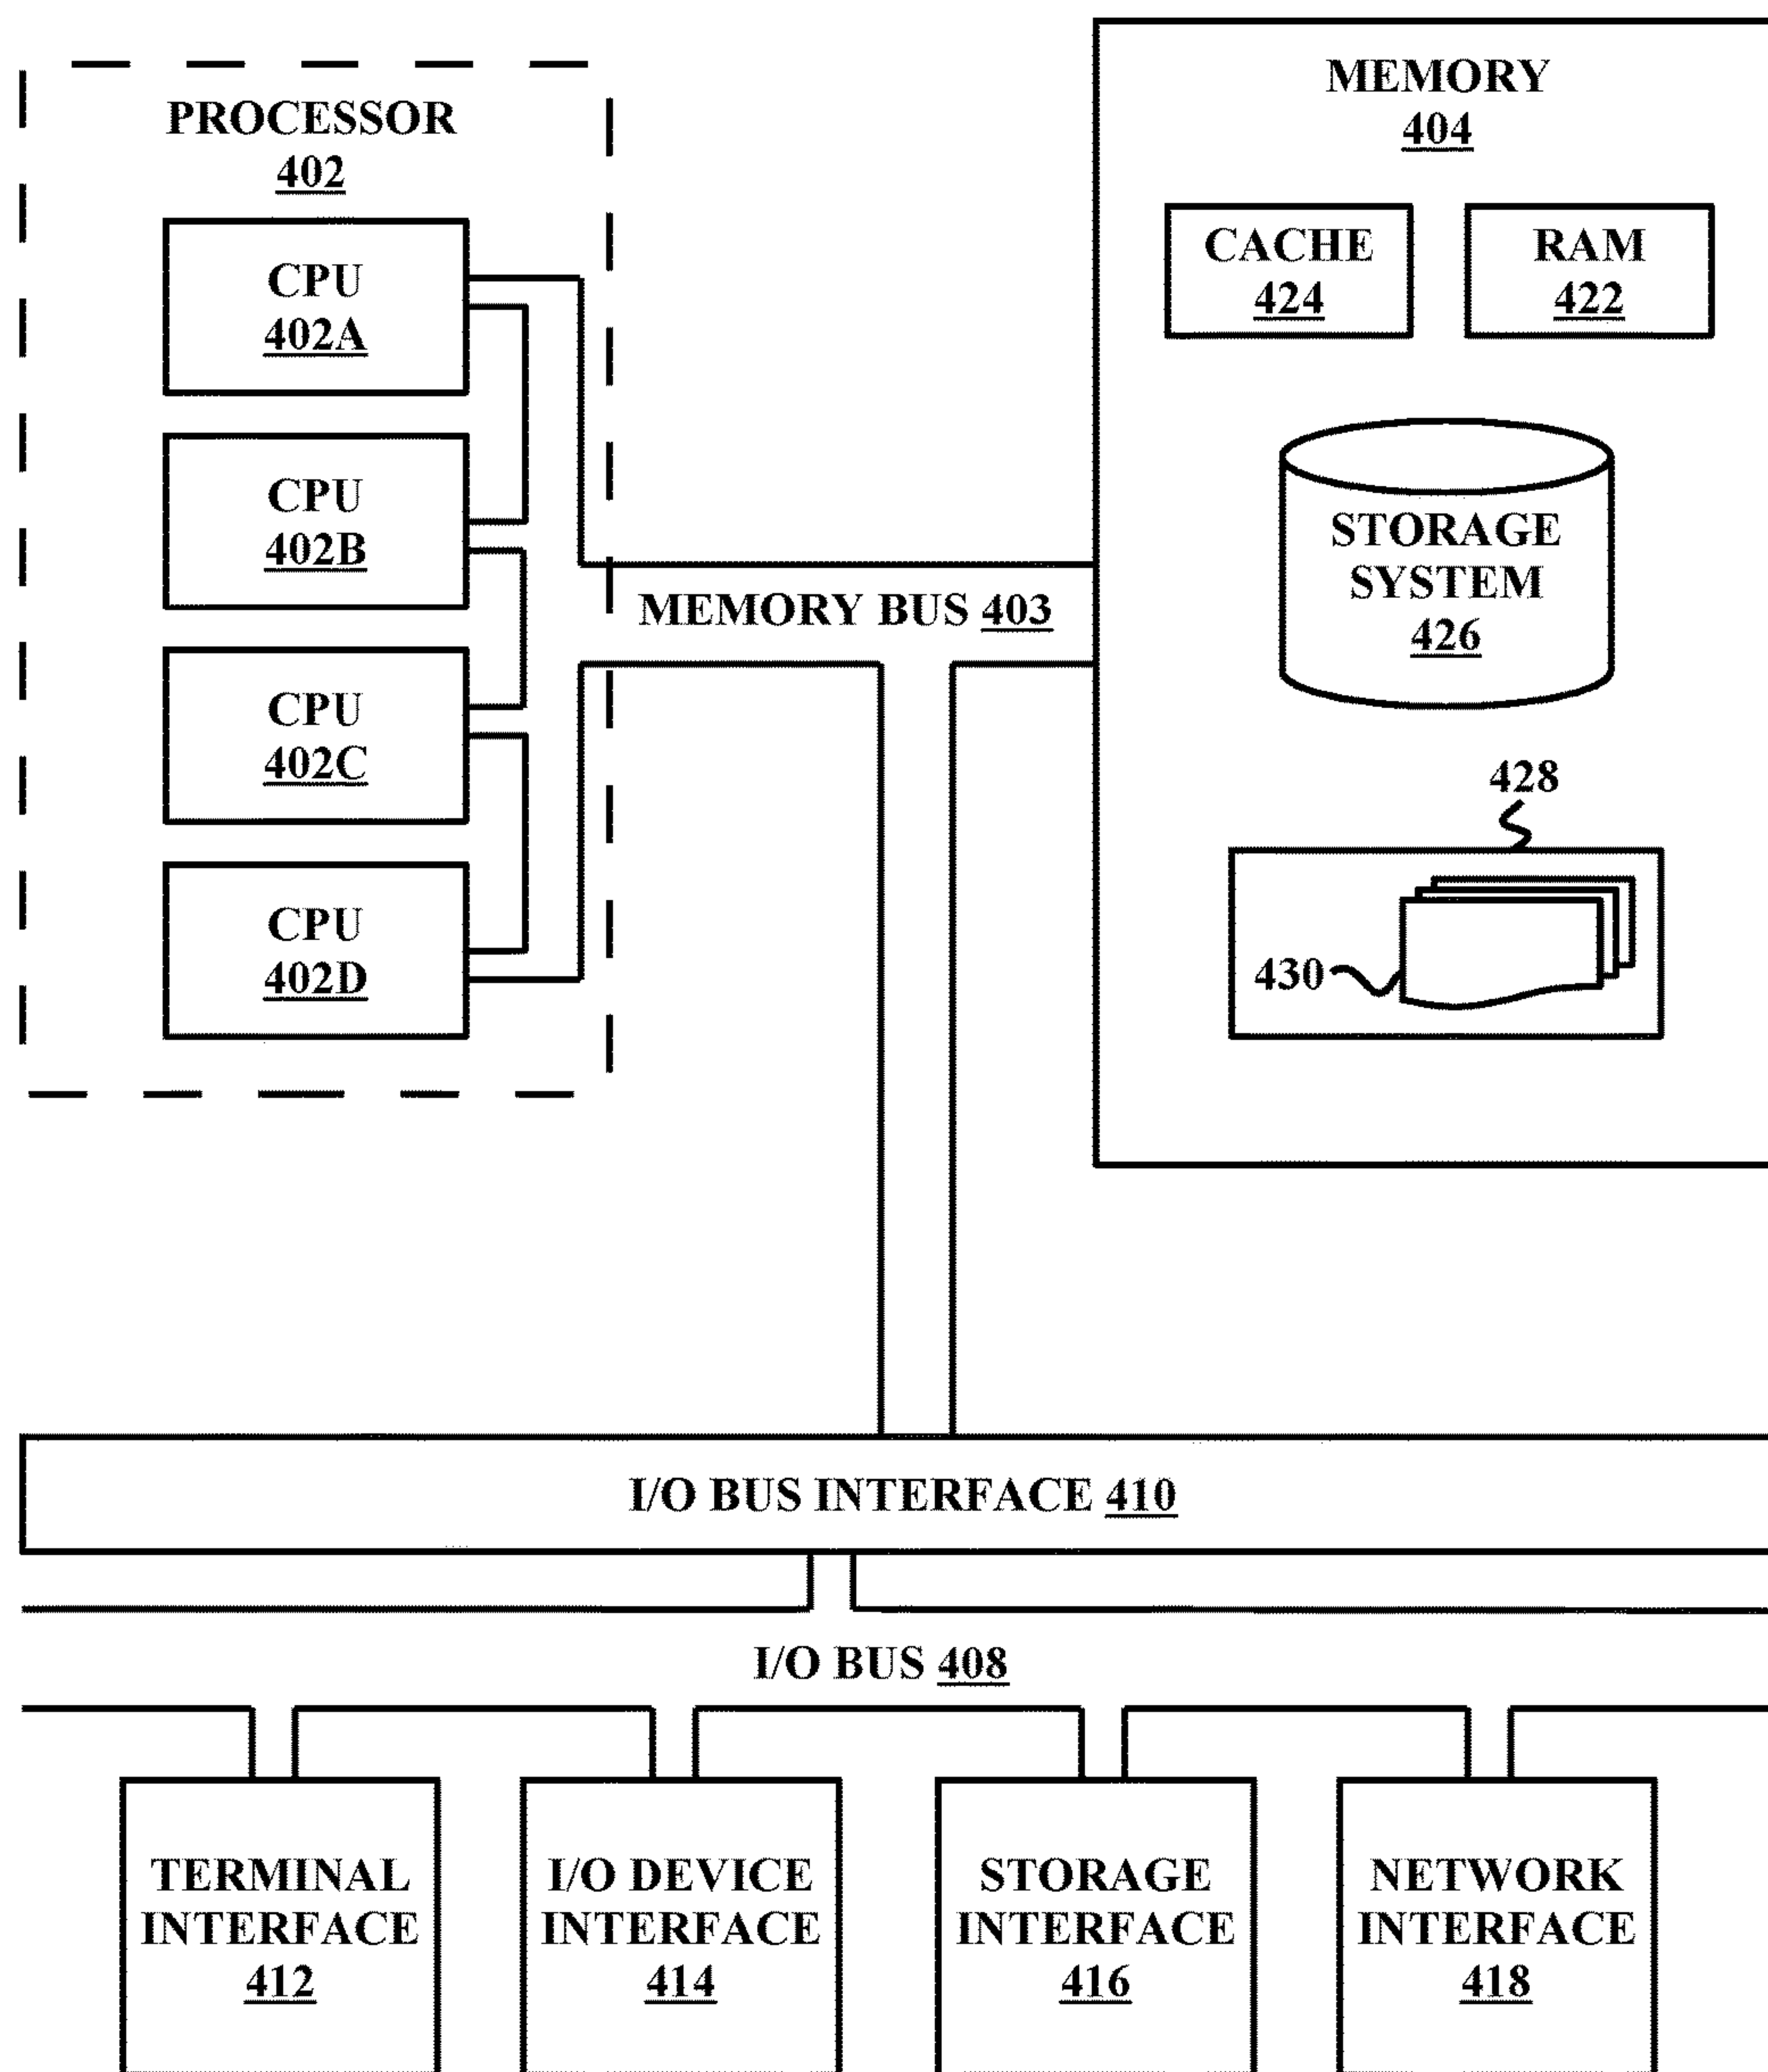 PROCESSOR
402
CPU
402A
CPU
402B
CPU
402C
CPU
402D
MEMORY BUS 403
MEMORY
404
CACHE
424
RAM
422
STORAGE
SYSTEM
426
428
430
I/O BUS INTERFACE 410
I/O BUS 408
TERMINAL
INTERFACE
412
I/O DEVICE
INTERFACE
414
STORAGE
INTERFACE
416
NETWORK
INTERFACE
418